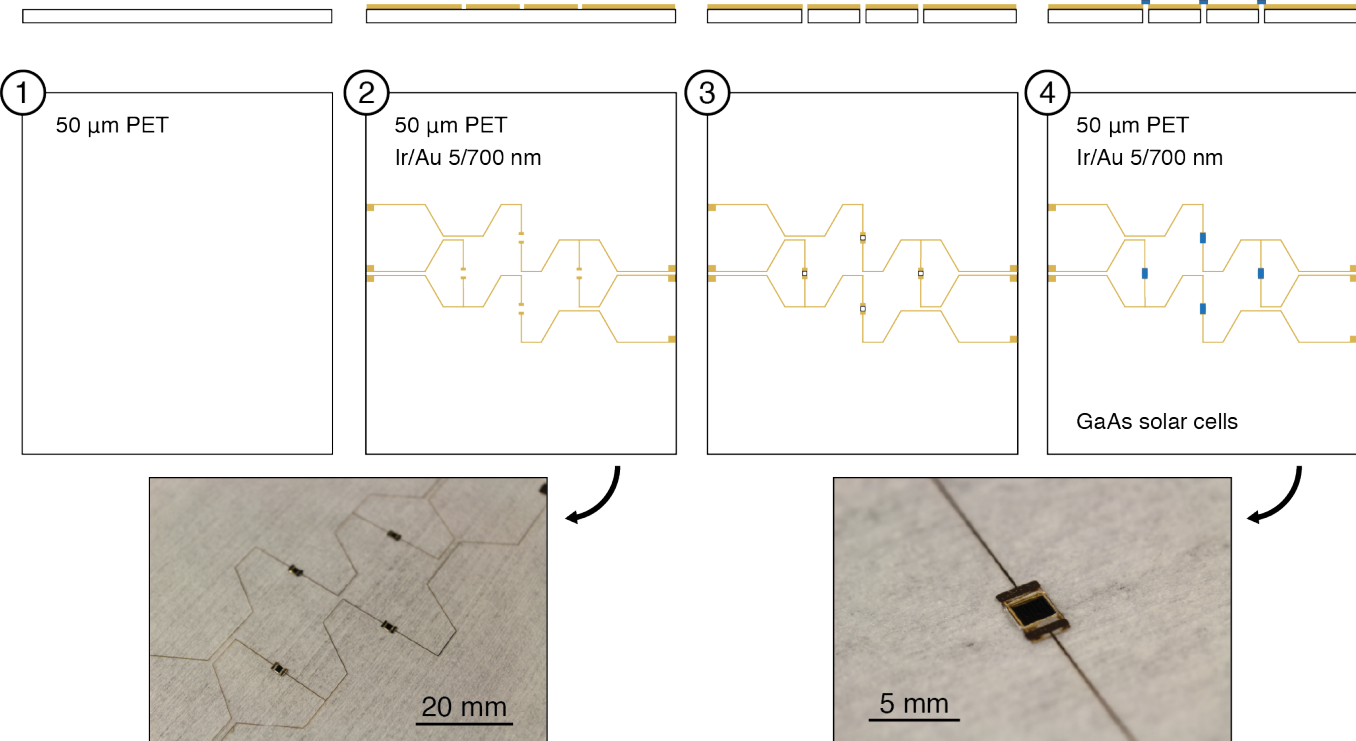 1
50 µm PET
2
50 µm PET
Ir/Au 5/700 nm
3
4
50 µm PET
Ir/Au 5/700 nm
GaAs solar cells
20 mm
5 mm